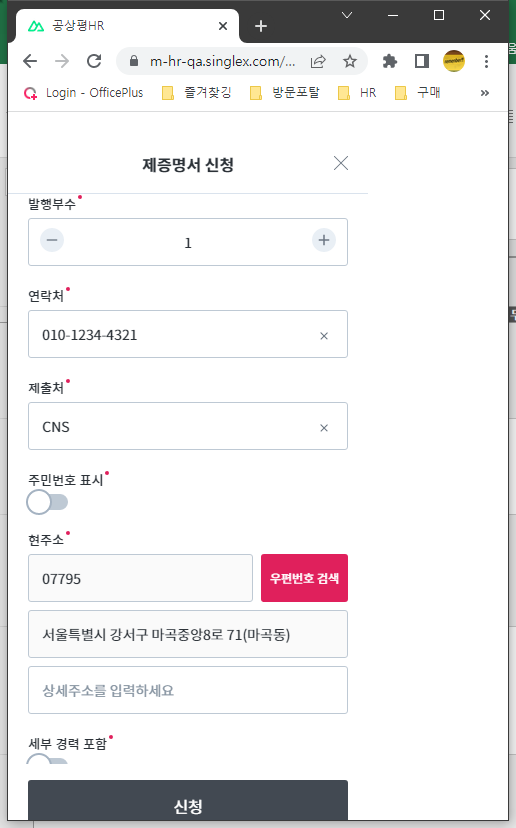 공상평HR
m-hr-qa.singlex.com/...
Login - OfficePlus
즐겨찾깅
방문포탈
HR
구매
제증명서 신청
발행부수
1
연락처
010-1234-4321
제출처
CNS
주민번호 표시
현주소
07795
우편번호 검색
서울특별시 강서구 마곡중앙8로 71(마곡동)
상세주소를 입력하세요
세부 경력 포함
신청